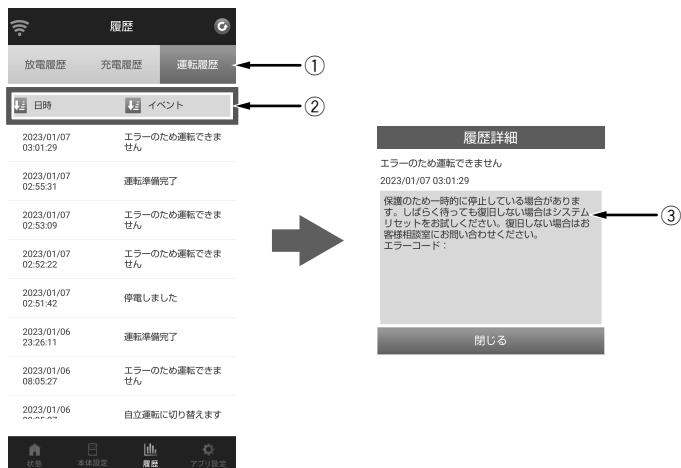 履歴
放電履歴
充電履歴
運転履歴
①
日時
イベント
②
2023/01/07
03:01:29
エラーのため運転できま
せん
2023/01/07
02:55:31
運転準備完了
2023/01/07
02:53:09
エラーのため運転できま
せん
2023/01/07
02:52:22
エラーのため運転できま
せん
2023/01/07
02:51:42
停電しました
2023/01/06
23:26:11
運転準備完了
2023/01/06
08:05:27
エラーのため運転できま
せん
2023/01/06
自立運転に切り替えます
状態
本体設定
履歴
アプリ設定
履歴詳細
エラーのため運転できません
2023/01/07 03:01:29
保護のため一時的に停止している場合がありま
す。しばらく待っても復旧しない場合はシステム
リセットをお試しください。復旧しない場合はお
客様相談室にお問い合わせください。
エラーコード：
③
閉じる